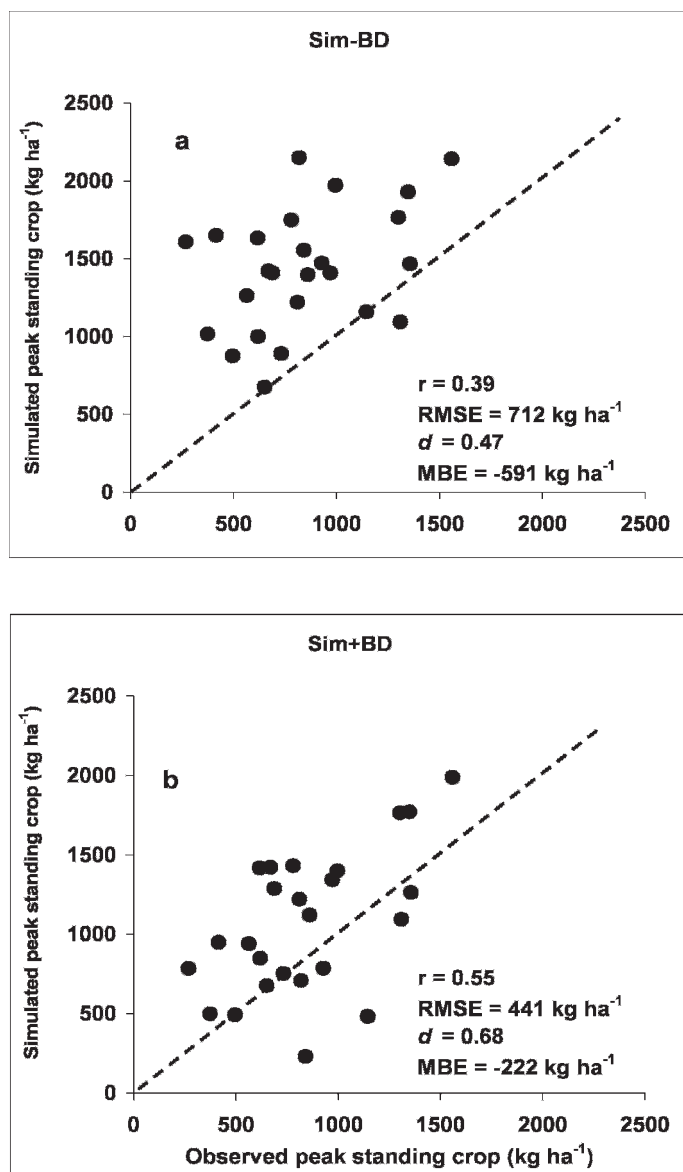 Sim-BD
Simulated peak standing crop (kg ha⁻¹)
2500
2000
1500
1000
500
0
a
r = 0.39
RMSE = 712 kg ha⁻¹
d = 0.47
MBE = -591 kg ha⁻¹
0 500 1000 1500 2000 2500
Sim+BD
Simulated peak standing crop (kg ha⁻¹)
2500
2000
1500
1000
500
0
b
r = 0.55
RMSE = 441 kg ha⁻¹
d = 0.68
MBE = -222 kg ha⁻¹
0 500 1000 1500 2000 2500
Observed peak standing crop (kg ha⁻¹)